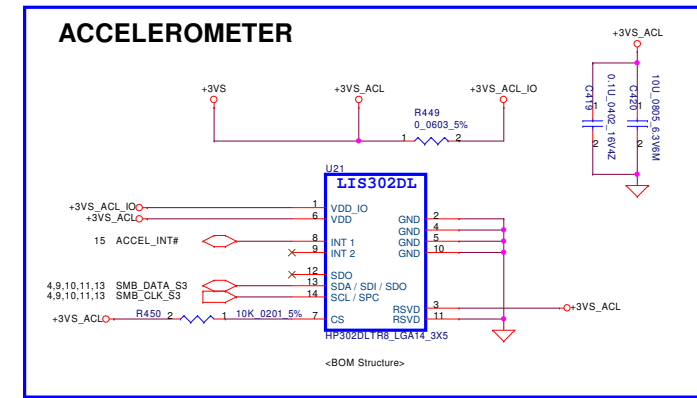 ACCELEROMETER
+3VS_ACL
+3VS
+3VS_ACL
+3VS_ACL_IO
R449
0_0603_5%
1
2
C419
1
2
0.1U_0402_16V4Z
C420
1
2
10U_0805_6.3V6M
U21
LIS302DL
+3VS_ACL_IO 1 VDD_IO
+3VS_ACL 6 VDD
GND 2
GND 4
15 ACCEL_INT# 8 INT 1
GND 5
9 INT 2
GND 10
12 SDO
4,9,10,11,13 SMB_DATA_S3 13 SDA / SDI / SDO
4,9,10,11,13 SMB_CLK_S3 14 SCL / SPC
RSVD 3 +3VS_ACL
+3VS_ACL R450 2 1 10K_0201_5% 7 CS
RSVD 11
HP302DLTR8_LGA14_3X5
<BOM Structure>